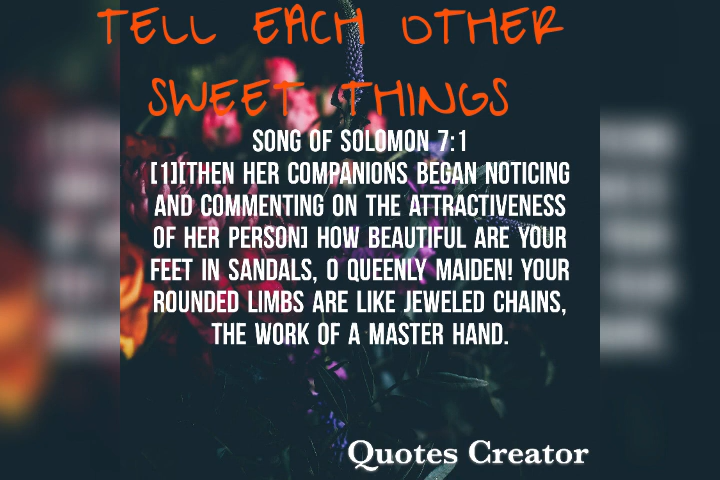 TELL EACH OTHER
SWEET THINGS
SONG OF SOLOMON 7:1
[1][THEN HER COMPANIONS BEGAN NOTICING
AND COMMENTING ON THE ATTRACTIVENESS
OF HER PERSON] HOW BEAUTIFUL ARE YOUR
FEET IN SANDALS, O QUEENLY MAIDEN! YOUR
ROUNDED LIMBS ARE LIKE JEWELED CHAINS,
THE WORK OF A MASTER HAND.
Quotes Creator